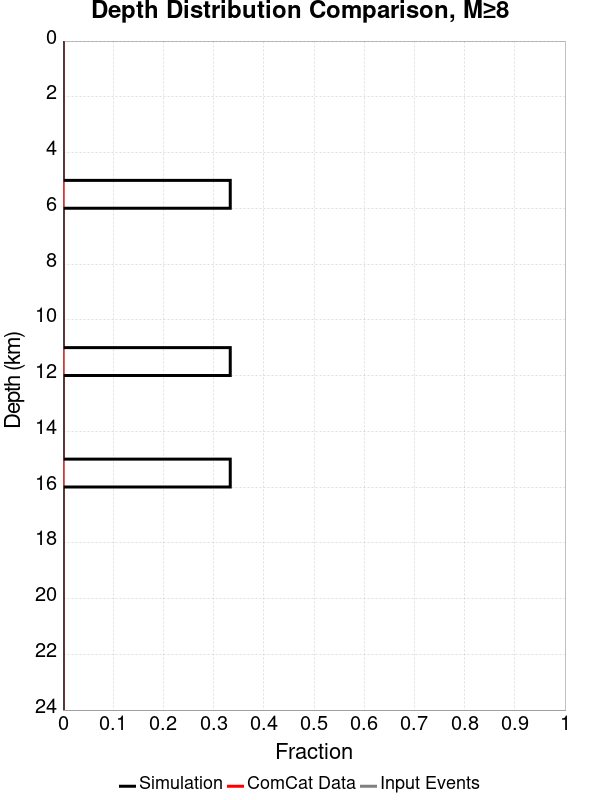 Depth Distribution Comparison, M≥8
0
2
4
6
8
10
12
14
16
18
20
22
24
Depth (km)
0 0.1 0.2 0.3 0.4 0.5 0.6 0.7 0.8 0.9 1
Fraction
Simulation ComCat Data Input Events